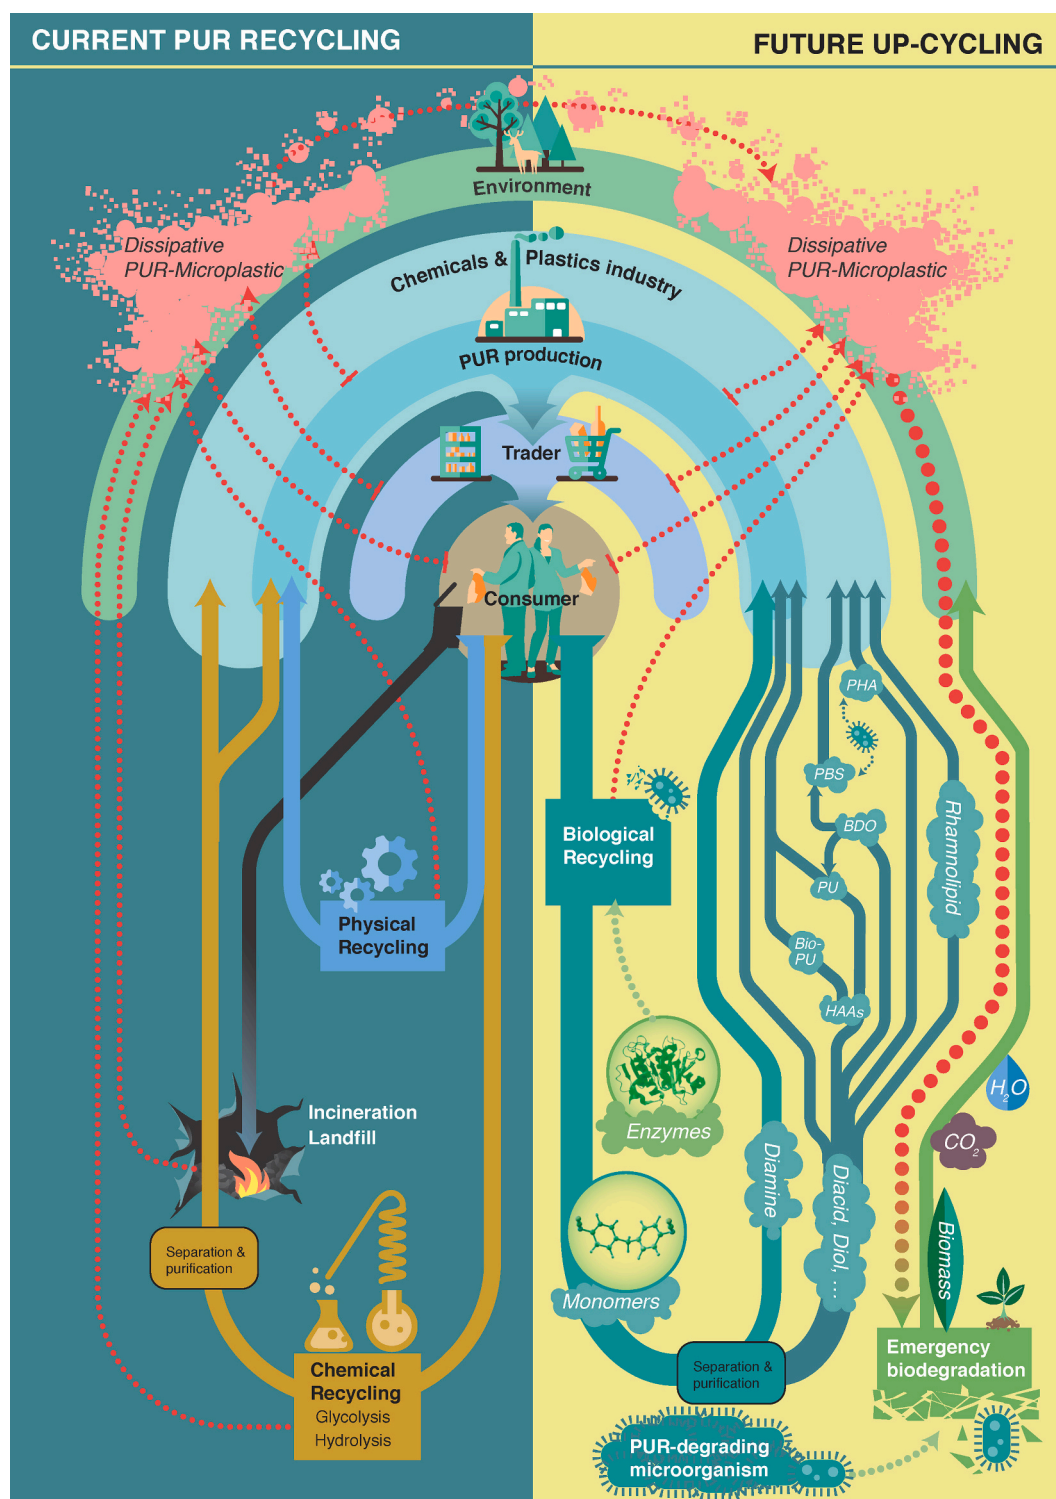 CURRENT PUR RECYCLING
FUTURE UP-CYCLING
Environment
Dissipative
PUR-Microplastic
Dissipative
PUR-Microplastic
Chemicals & Plastics industry
PUR production
Trader
Consumer
PHA
PBS
BDO
PU
Bio-
PU
HAAs
Rhamnolipid
Biological
Recycling
Physical
Recycling
Enzymes
H₂O
CO₂
Incineration
Landfill
Diamine
Diacid, Diol, ...
Biomass
Separation &
purification
Monomers
Emergency
biodegradation
Chemical
Recycling
Glycolysis
Hydrolysis
Separation &
purification
PUR-degrading
microorganism